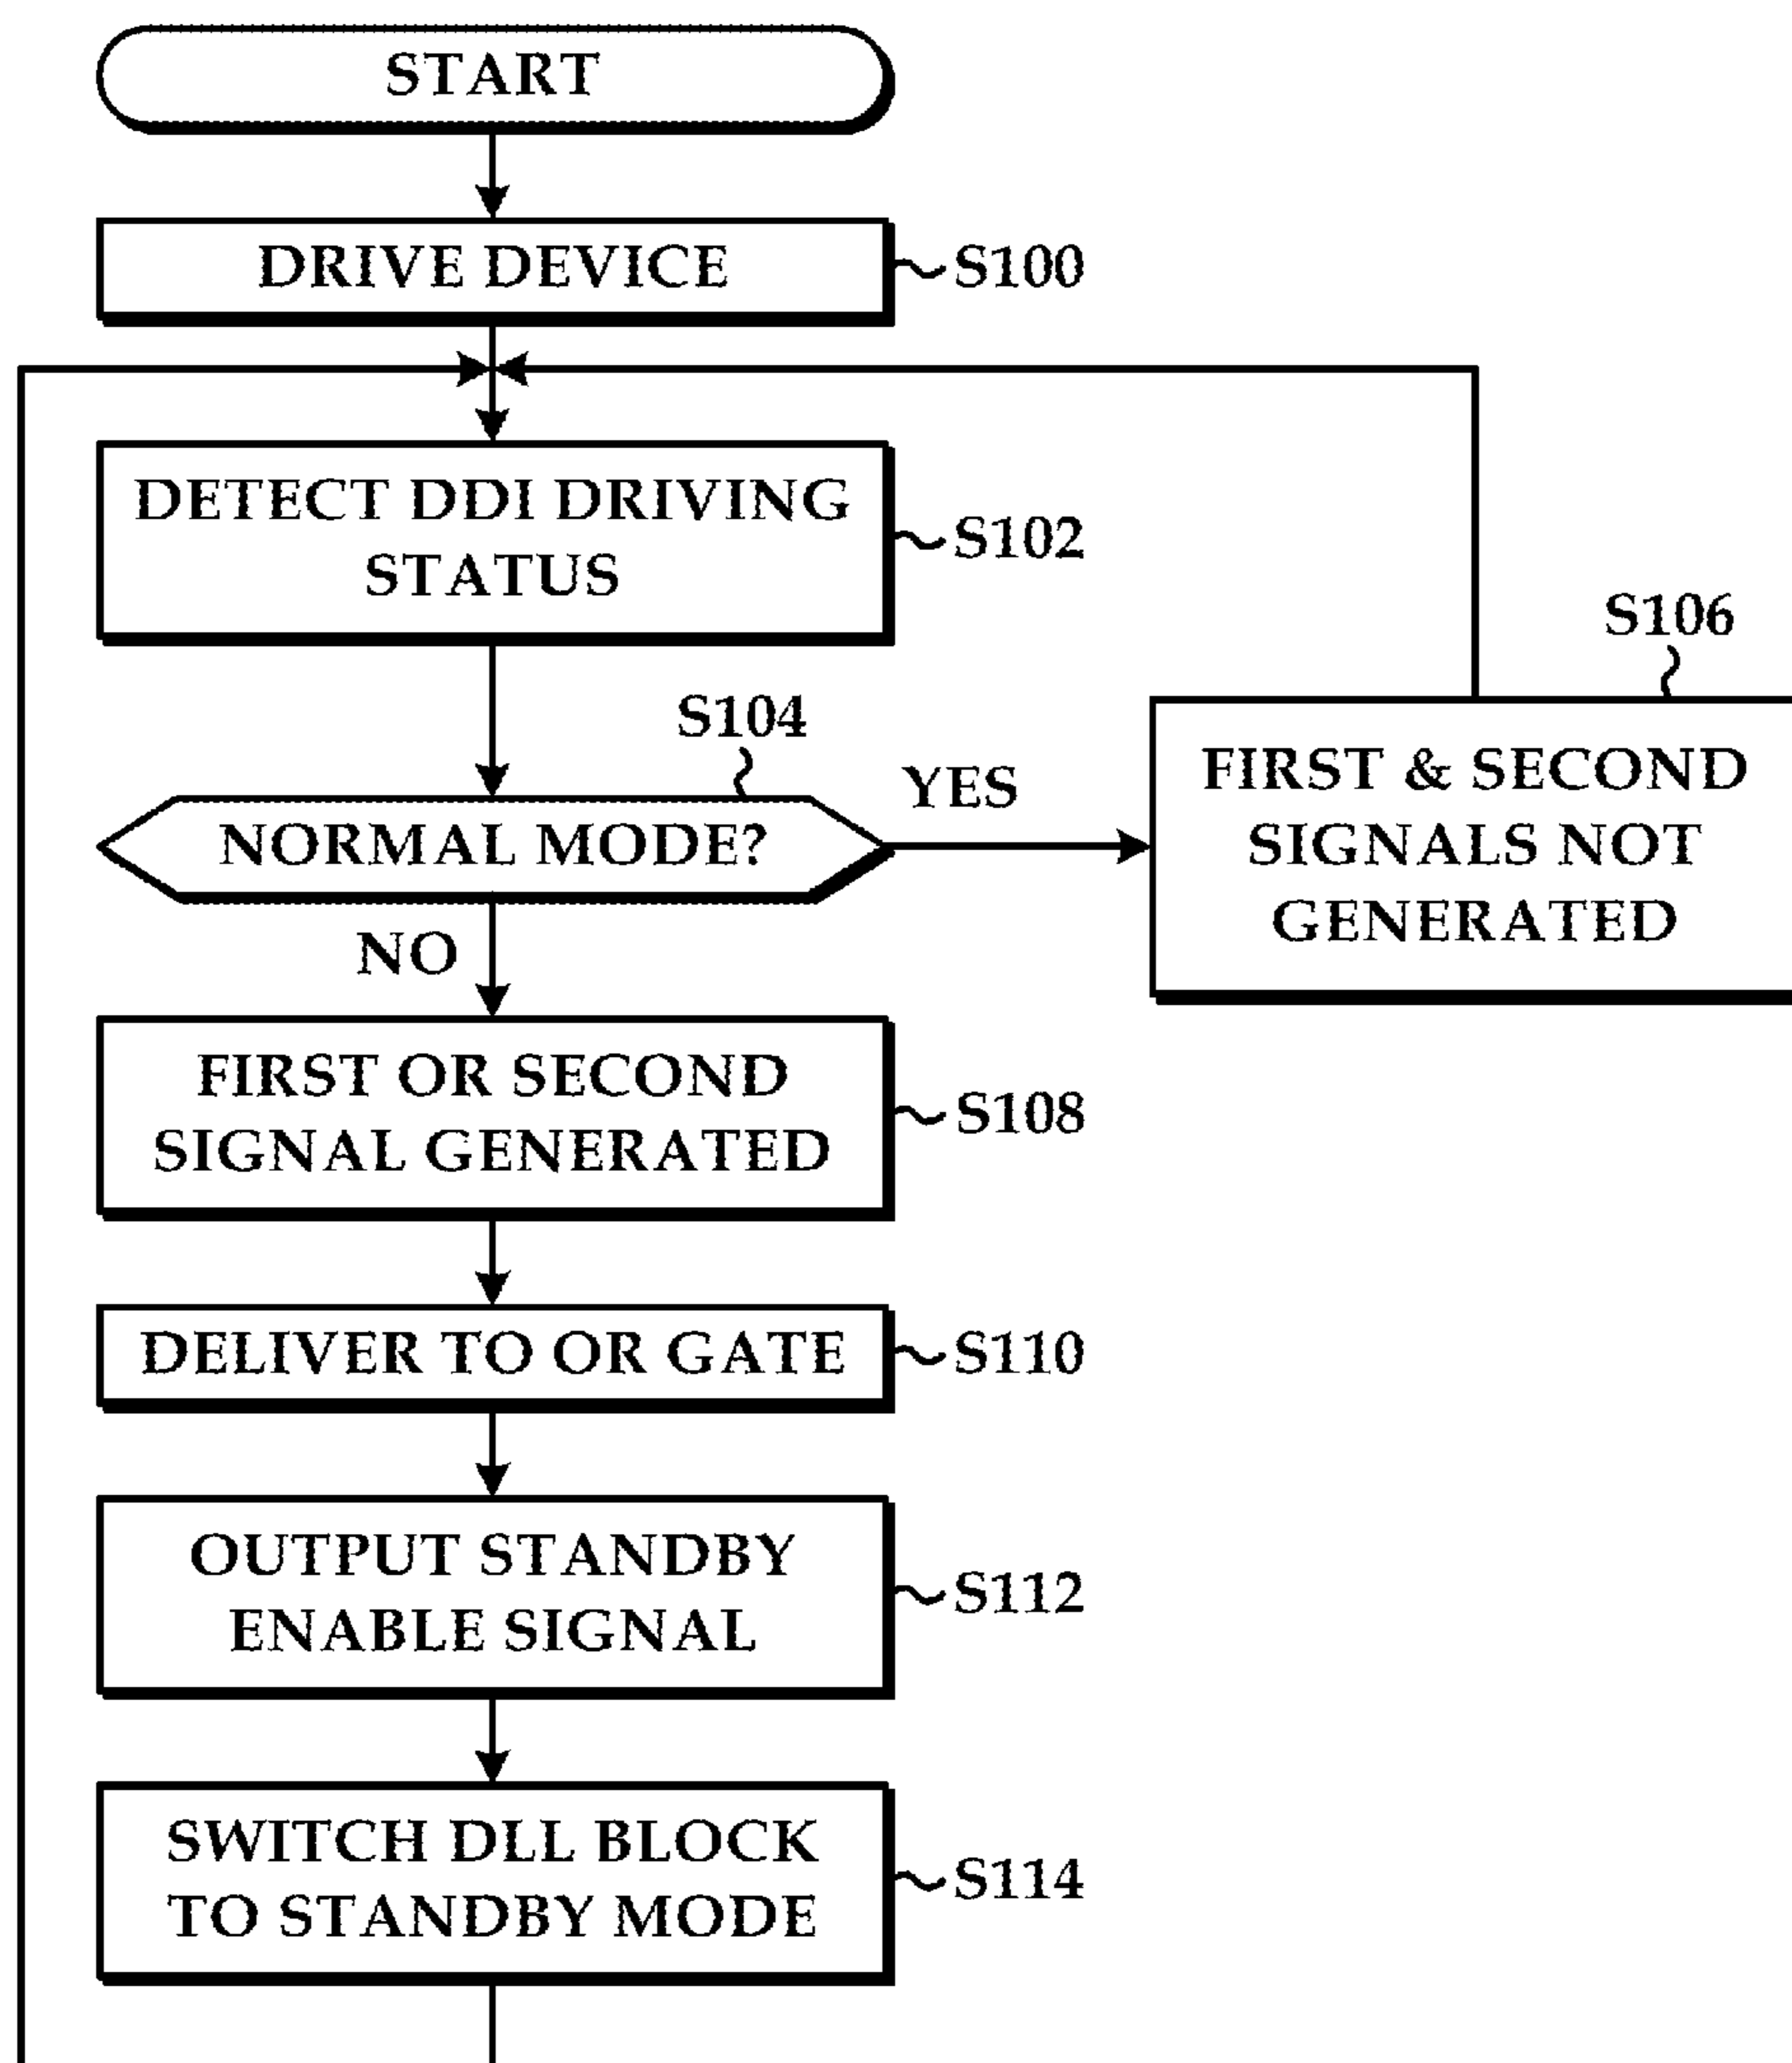 START
DRIVE DEVICE
S100
DETECT DDI DRIVING
STATUS
S102
S104
NORMAL MODE?
YES
NO
S106
FIRST & SECOND
SIGNALS NOT
GENERATED
FIRST OR SECOND
SIGNAL GENERATED
S108
DELIVER TO OR GATE
S110
OUTPUT STANDBY
ENABLE SIGNAL
S112
SWITCH DLL BLOCK
TO STANDBY MODE
S114